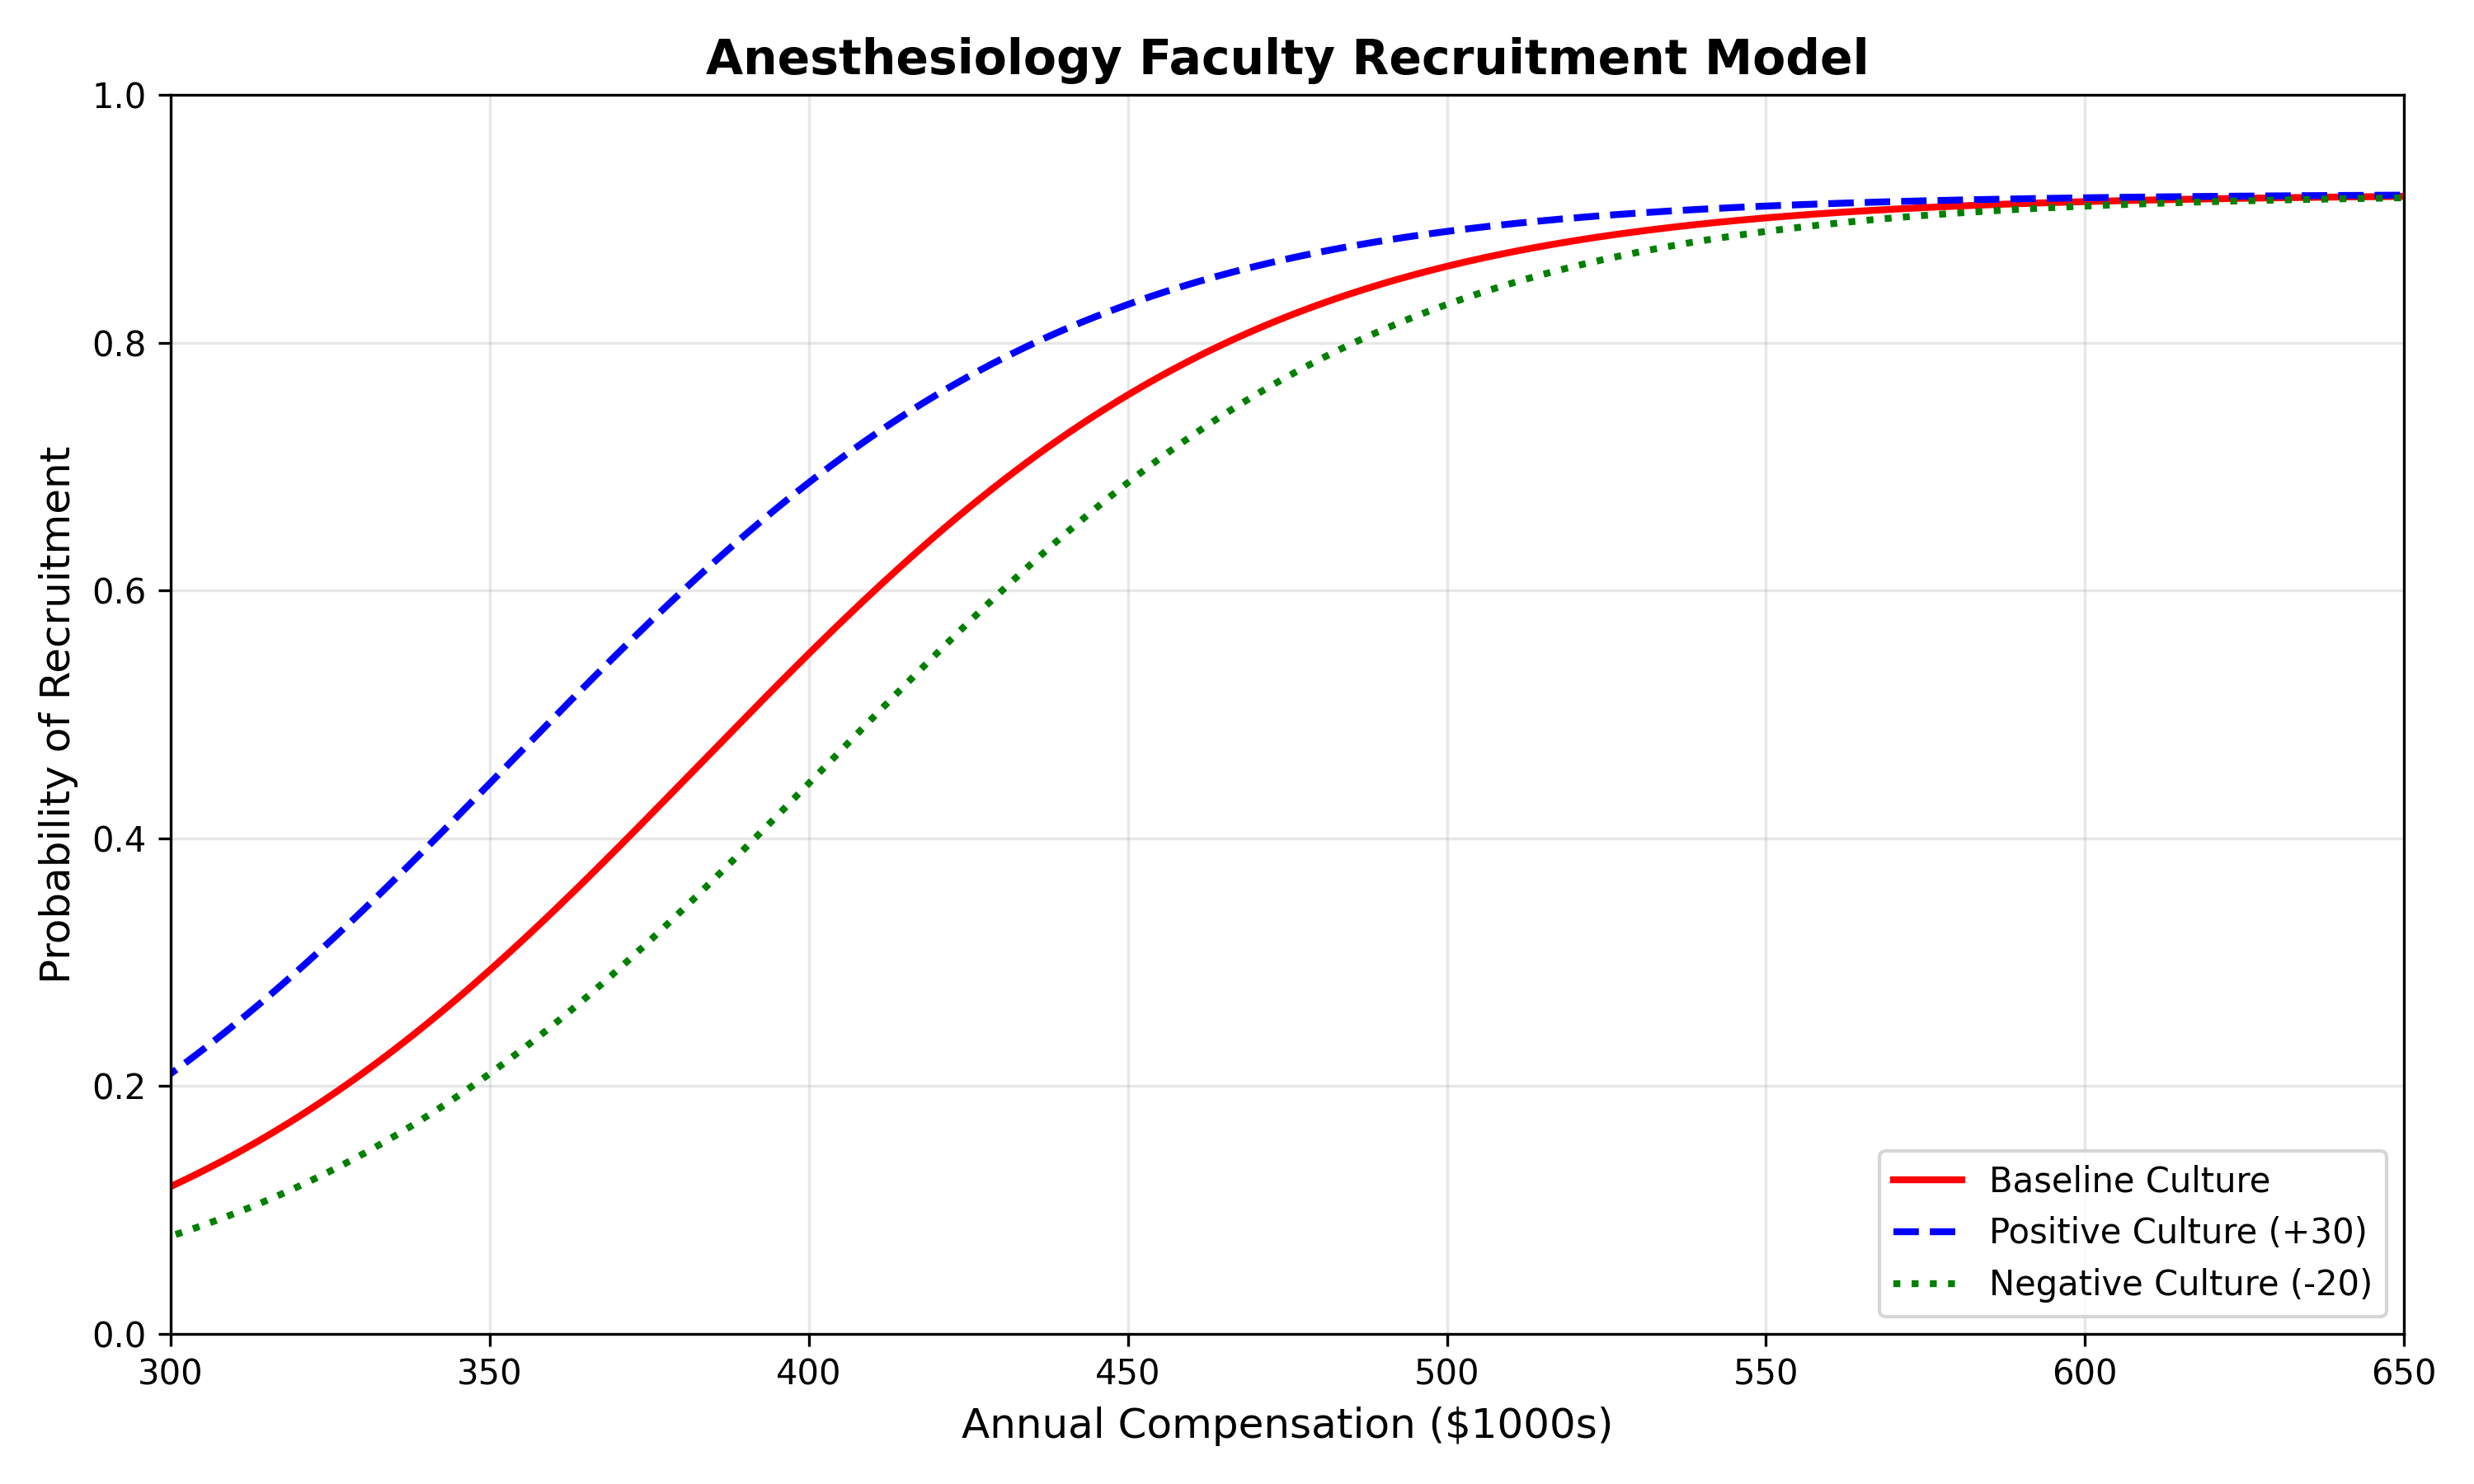 Anesthesiology Faculty Recruitment Model
1.0
0.8
0.6
0.4
0.2
0.0
Probability of Recruitment
300 350 400 450 500 550 600 650
Annual Compensation ($1000s)
Baseline Culture
Positive Culture (+30)
Negative Culture (-20)